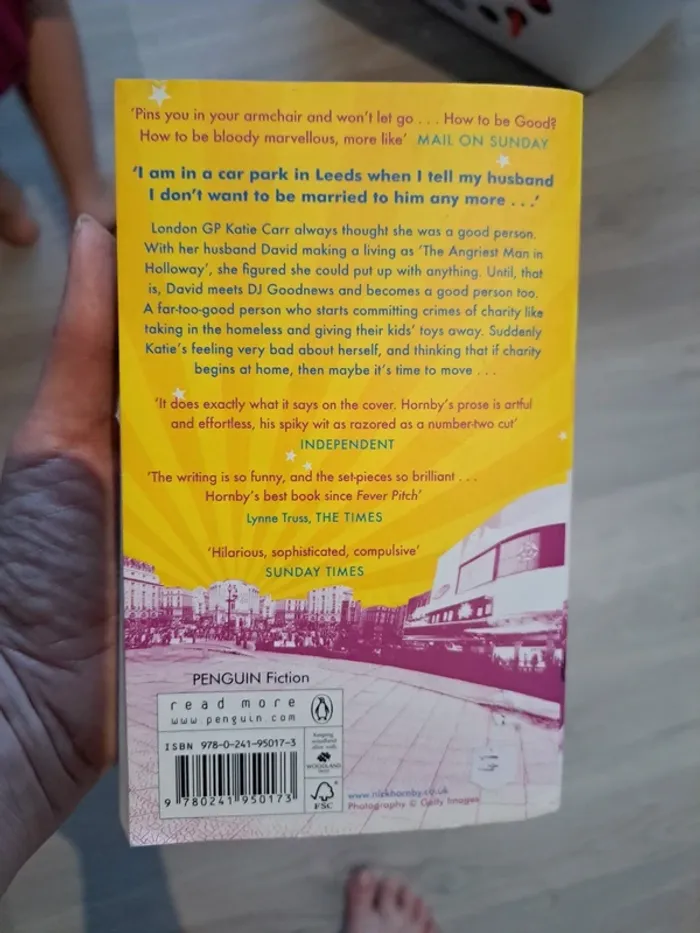 'Pins you in your armchair and won't let go . . . How to be Good?
How to be bloody marvellous, more like' MAIL ON SUNDAY
'I am in a car park in Leeds when I tell my husband
I don't want to be married to him any more . . .'
London GP Katie Carr always thought she was a good person.
With her husband David making a living as 'The Angriest Man in
Holloway', she figured she could put up with anything. Until, that
is, David meets DJ Goodnews and becomes a good person too.
A far-too-good person who starts committing crimes of charity like
taking in the homeless and giving their kids' toys away. Suddenly
Katie's feeling very bad about herself, and thinking that if charity
begins at home, then maybe it's time to move . . .
'It does exactly what it says on the cover. Hornby's prose is artful
and effortless, his spiky wit as razored as a number-two cut'
INDEPENDENT
'The writing is so funny, and the set-pieces so brilliant . . .
Hornby's best book since Fever Pitch'
Lynne Truss, THE TIMES
'Hilarious, sophisticated, compulsive'
SUNDAY TIMES
PENGUIN Fiction
read more
www.penguin.com
ISBN 978-0-241-95017-3
WOODLAND
9 780241 950173
FSC
www.nickhornby.co.uk
Photography © Getty Images